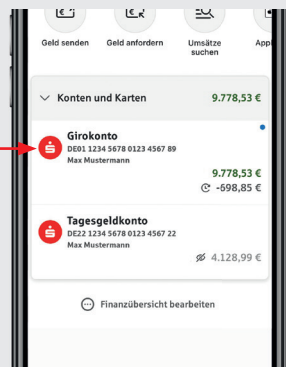 Geld senden
Geld anfordern
Umsätze suchen
Konten und Karten 9.778,53 €
Girokonto
DE01 1234 5678 0123 4567 89
Max Mustermann
9.778,53 €
-698,85 €
Tagesgeldkonto
DE22 1234 5678 0123 4567 22
Max Mustermann
4.128,99 €
Finanzübersicht bearbeiten